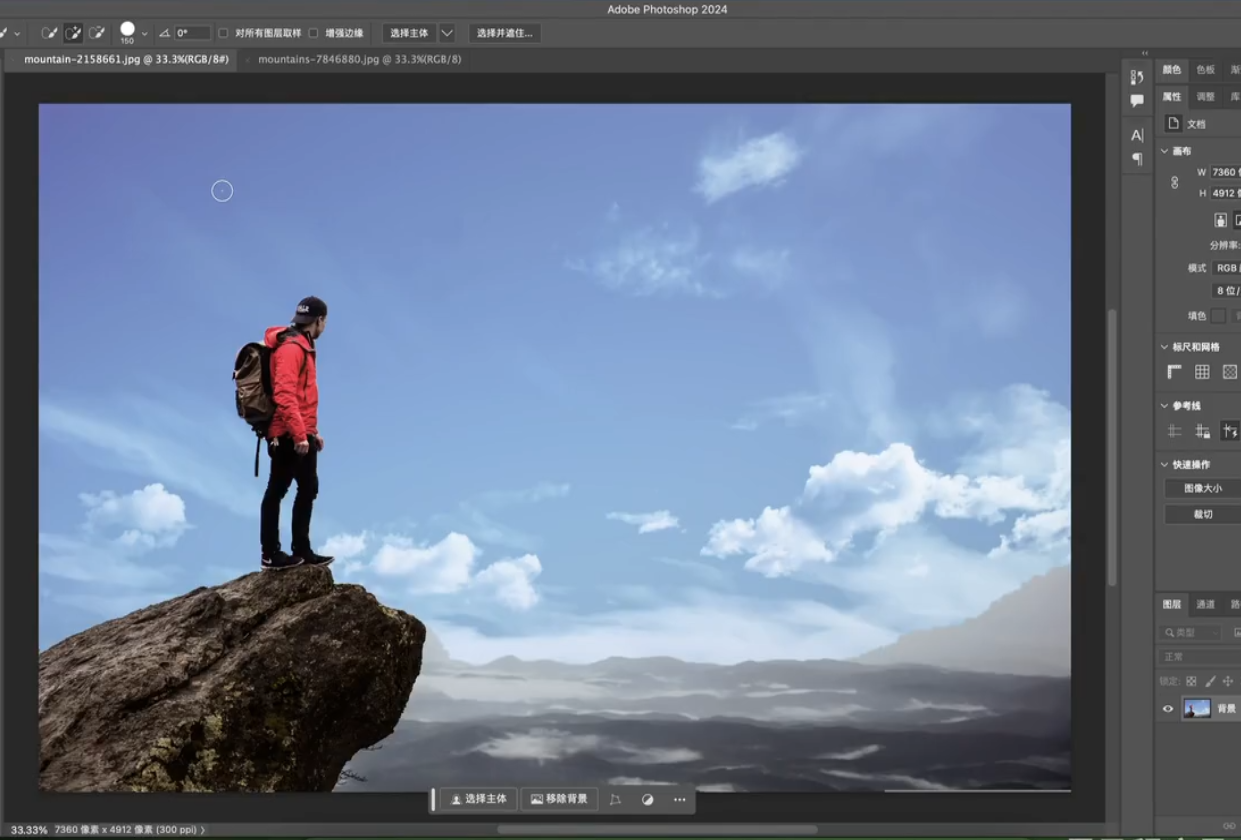 Adobe Photoshop 2024
150 0° 对所有图层取样 增强边缘 选择主体 选择并遮住...
mountain-2158661.jpg @ 33.3%(RGB/8#) mountains-7846880.jpg @ 33.3%(RGB/8)
颜色 色板
属性 调整 库
文档
画布
W 7360
H 4912
分辨率:
模式 RGB
8 位/
填色
标尺和网格
参考线
快速操作
图像大小
裁切
图层 通道
类型
正常
锁定:
背景
选择主体 移除背景 ...
33.33% 7360 像素 x 4912 像素 (300 ppi)